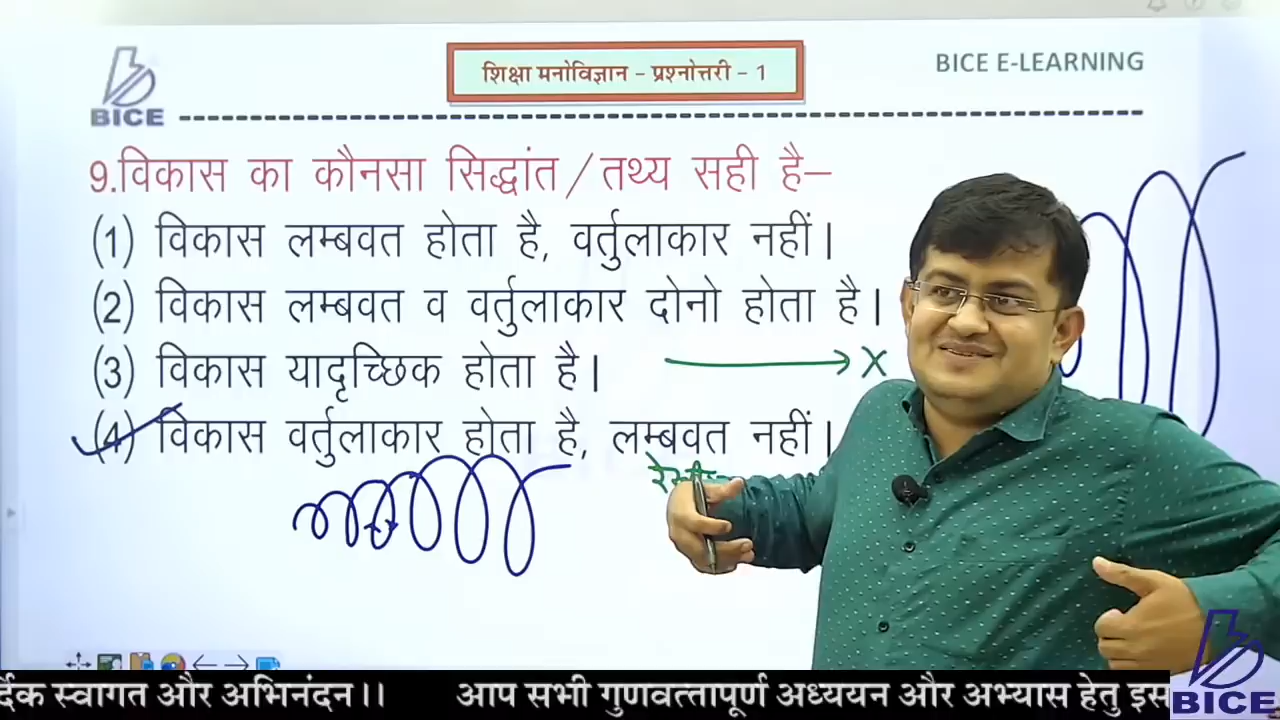 BICE
शिक्षा मनोविज्ञान - प्रश्नोत्तरी - 1
BICE E-LEARNING
9.विकास का कौनसा सिद्धांत/तथ्य सही है–
(1) विकास लम्बवत होता है, वर्तुलाकार नहीं।
(2) विकास लम्बवत व वर्तुलाकार दोनो होता है।
(3) विकास यादृच्छिक होता है।
X
(4) विकास वर्तुलाकार होता है, लम्बवत नहीं।
र्दिक स्वागत और अभिनंदन।। आप सभी गुणवत्तापूर्ण अध्ययन और अभ्यास हेतु इस
BICE